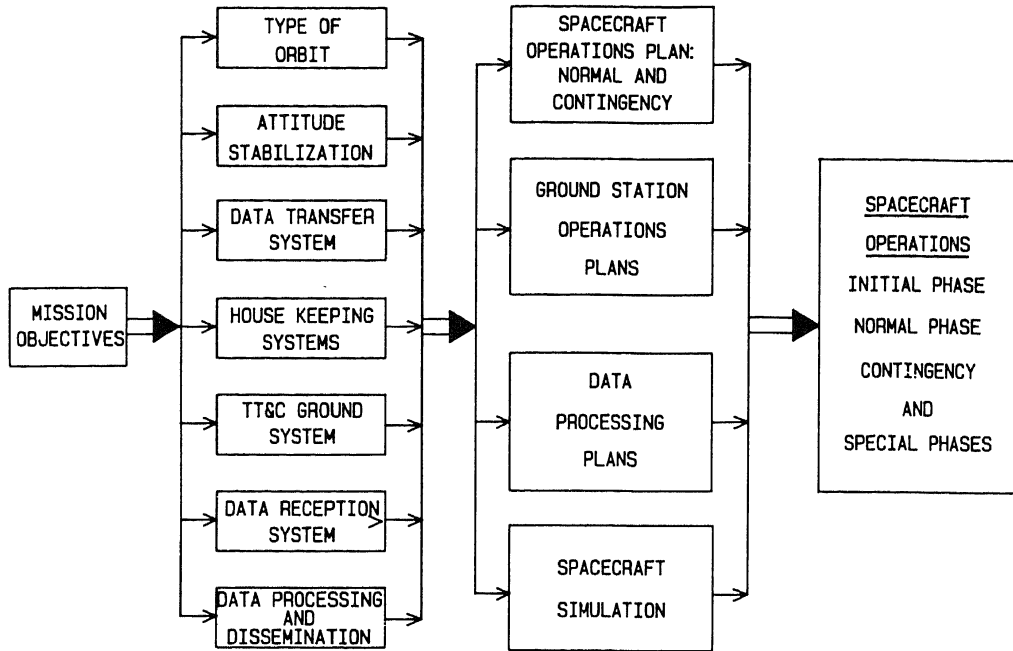 MISSION
OBJECTIVES
TYPE OF
ORBIT
ATTITUDE
STABILIZATION
DATA TRANSFER
SYSTEM
HOUSE KEEPING
SYSTEMS
TT&C GROUND
SYSTEM
DATA RECEPTION
SYSTEM
DATA PROCESSING
AND
DISSEMINATION
SPACECRAFT
OPERATIONS PLAN:
NORMAL AND
CONTINGENCY
GROUND STATION
OPERATIONS
PLANS
DATA
PROCESSING
PLANS
SPACECRAFT
SIMULATION
SPACECRAFT
OPERATIONS
INITIAL PHASE
NORMAL PHASE
CONTINGENCY
AND
SPECIAL PHASES